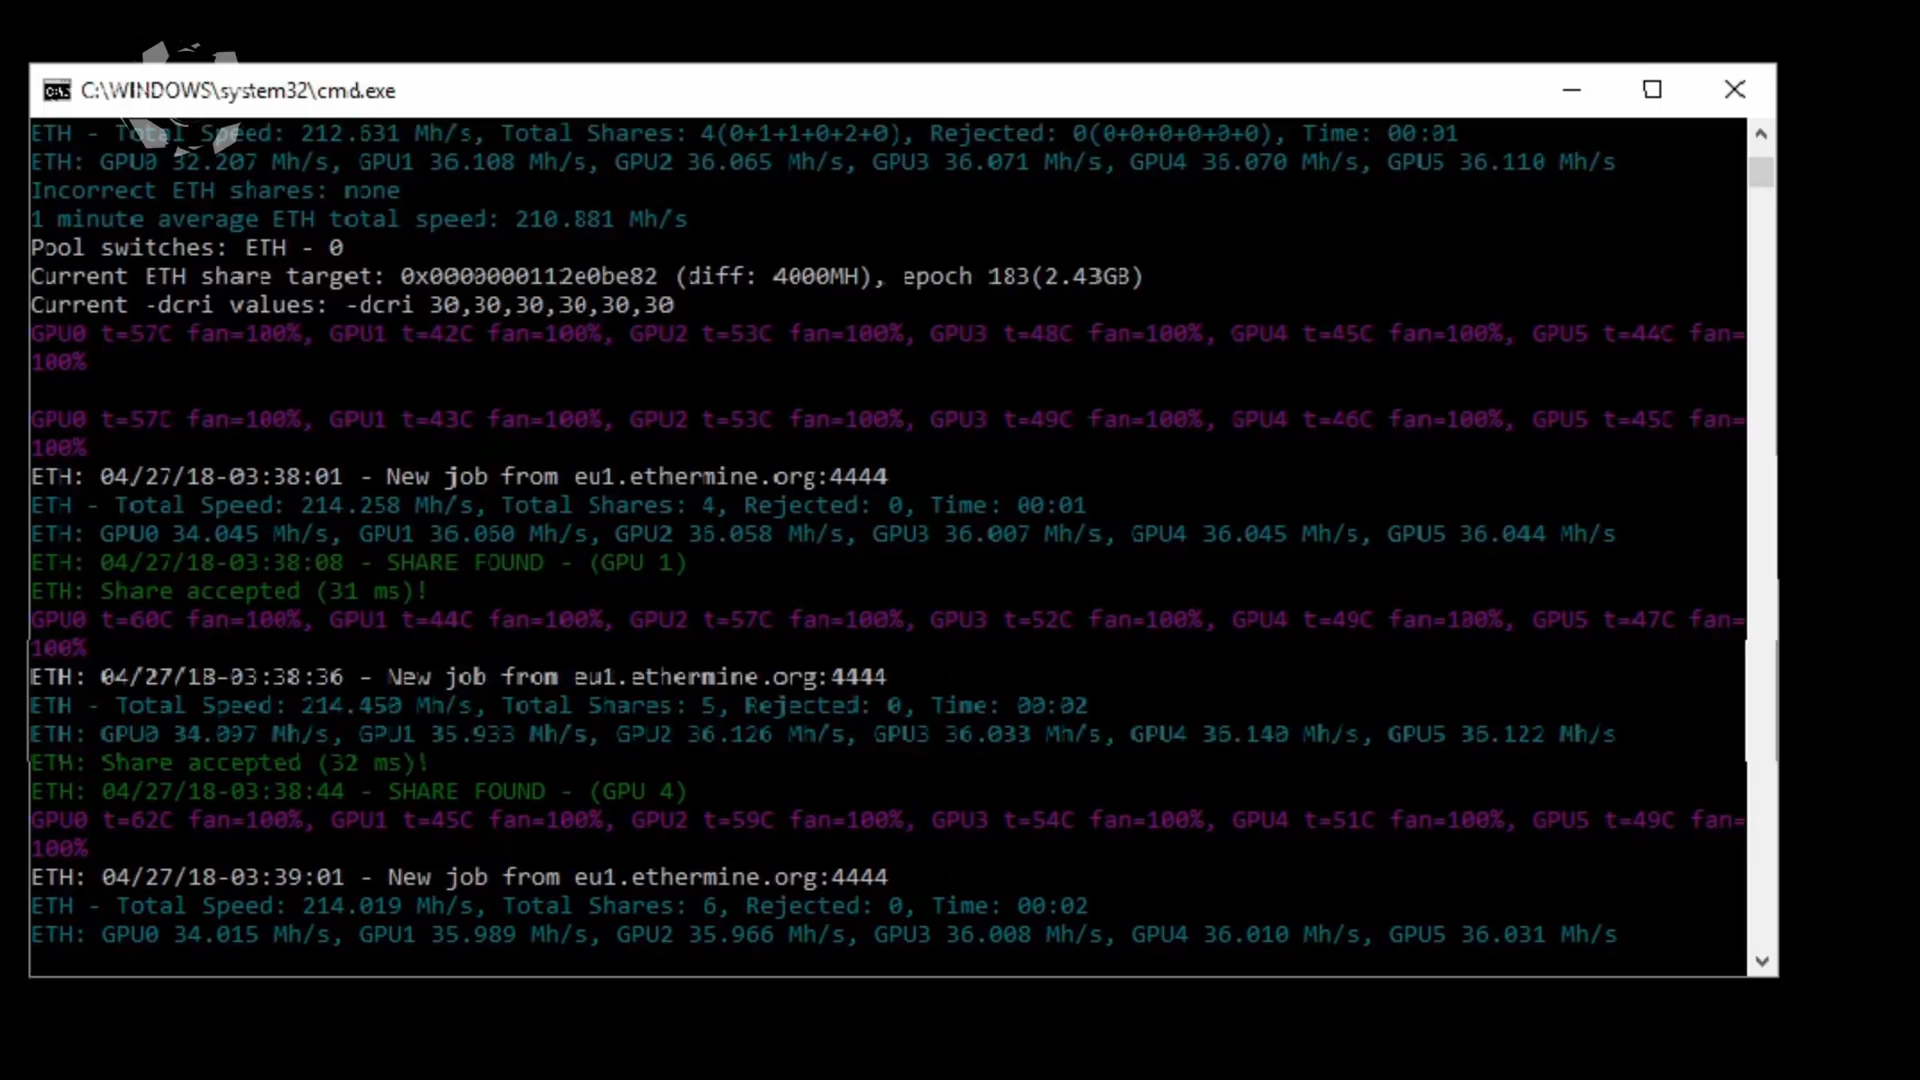 C:\WINDOWS\system32\cmd.exe
ETH - Total Speed: 212.631 Mh/s, Total Shares: 4(0+1+1+0+2+0), Rejected: 0(0+0+0+0+0+0), Time: 00:01
ETH: GPU0 32.207 Mh/s, GPU1 36.108 Mh/s, GPU2 36.065 Mh/s, GPU3 36.071 Mh/s, GPU4 36.070 Mh/s, GPU5 36.110 Mh/s
Incorrect ETH shares: none
1 minute average ETH total speed: 210.881 Mh/s
Pool switches: ETH - 0
Current ETH share target: 0x0000000112e0be82 (diff: 4000MH), epoch 183(2.43GB)
Current -dcri values: -dcri 30,30,30,30,30,30
GPU0 t=57C fan=100%, GPU1 t=42C fan=100%, GPU2 t=53C fan=100%, GPU3 t=48C fan=100%, GPU4 t=45C fan=100%, GPU5 t=44C fan=
100%
GPU0 t=57C fan=100%, GPU1 t=43C fan=100%, GPU2 t=53C fan=100%, GPU3 t=49C fan=100%, GPU4 t=46C fan=100%, GPU5 t=45C fan=
100%
ETH: 04/27/18-03:38:01 - New job from eu1.ethermine.org:4444
ETH - Total Speed: 214.258 Mh/s, Total Shares: 4, Rejected: 0, Time: 00:01
ETH: GPU0 34.045 Mh/s, GPU1 36.060 Mh/s, GPU2 36.058 Mh/s, GPU3 36.007 Mh/s, GPU4 36.045 Mh/s, GPU5 36.044 Mh/s
ETH: 04/27/18-03:38:08 - SHARE FOUND - (GPU 1)
ETH: Share accepted (31 ms)!
GPU0 t=60C fan=100%, GPU1 t=44C fan=100%, GPU2 t=57C fan=100%, GPU3 t=52C fan=100%, GPU4 t=49C fan=100%, GPU5 t=47C fan=
100%
ETH: 04/27/18-03:38:36 - New job from eu1.ethermine.org:4444
ETH - Total Speed: 214.450 Mh/s, Total Shares: 5, Rejected: 0, Time: 00:02
ETH: GPU0 34.097 Mh/s, GPU1 35.933 Mh/s, GPU2 36.126 Mh/s, GPU3 36.033 Mh/s, GPU4 36.140 Mh/s, GPU5 36.122 Mh/s
ETH: Share accepted (32 ms)!
ETH: 04/27/18-03:38:44 - SHARE FOUND - (GPU 4)
GPU0 t=62C fan=100%, GPU1 t=45C fan=100%, GPU2 t=59C fan=100%, GPU3 t=54C fan=100%, GPU4 t=51C fan=100%, GPU5 t=49C fan=
100%
ETH: 04/27/18-03:39:01 - New job from eu1.ethermine.org:4444
ETH - Total Speed: 214.019 Mh/s, Total Shares: 6, Rejected: 0, Time: 00:02
ETH: GPU0 34.015 Mh/s, GPU1 35.989 Mh/s, GPU2 35.966 Mh/s, GPU3 36.008 Mh/s, GPU4 36.010 Mh/s, GPU5 36.031 Mh/s